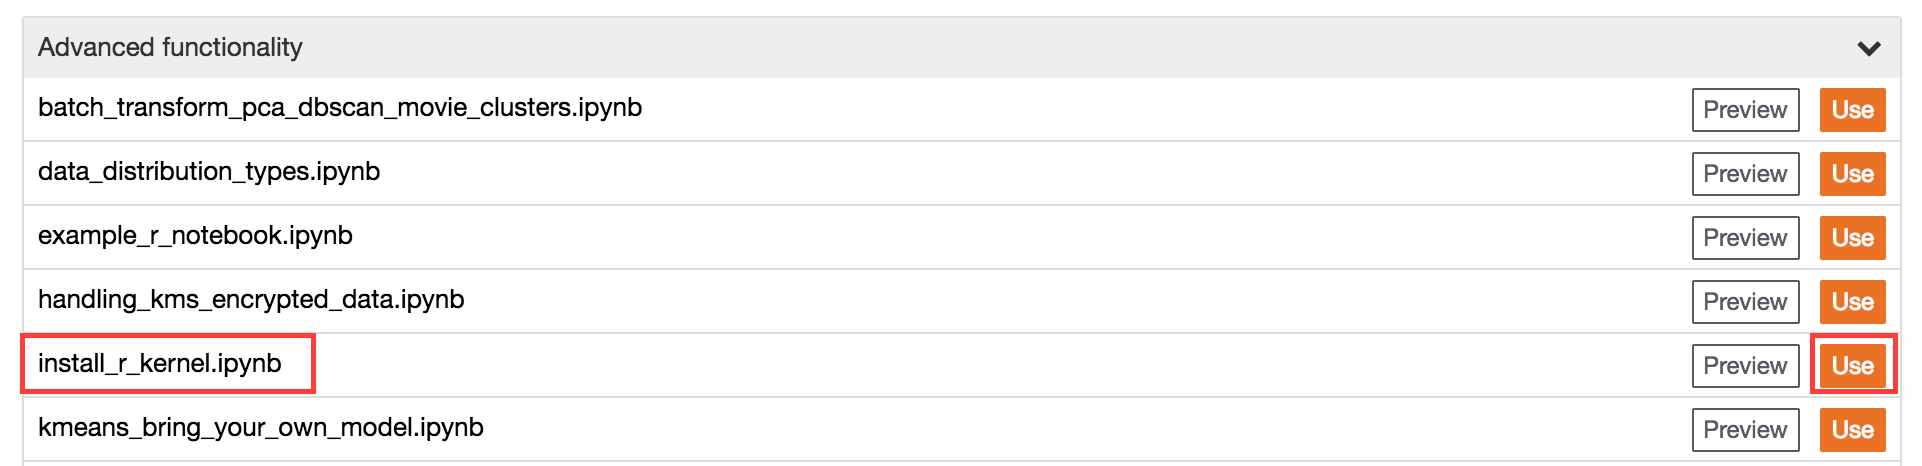 Advanced functionality
batch_transform_pca_dbscan_movie_clusters.ipynb Preview Use
data_distribution_types.ipynb Preview Use
example_r_notebook.ipynb Preview Use
handling_kms_encrypted_data.ipynb Preview Use
install_r_kernel.ipynb Preview Use
kmeans_bring_your_own_model.ipynb Preview Use